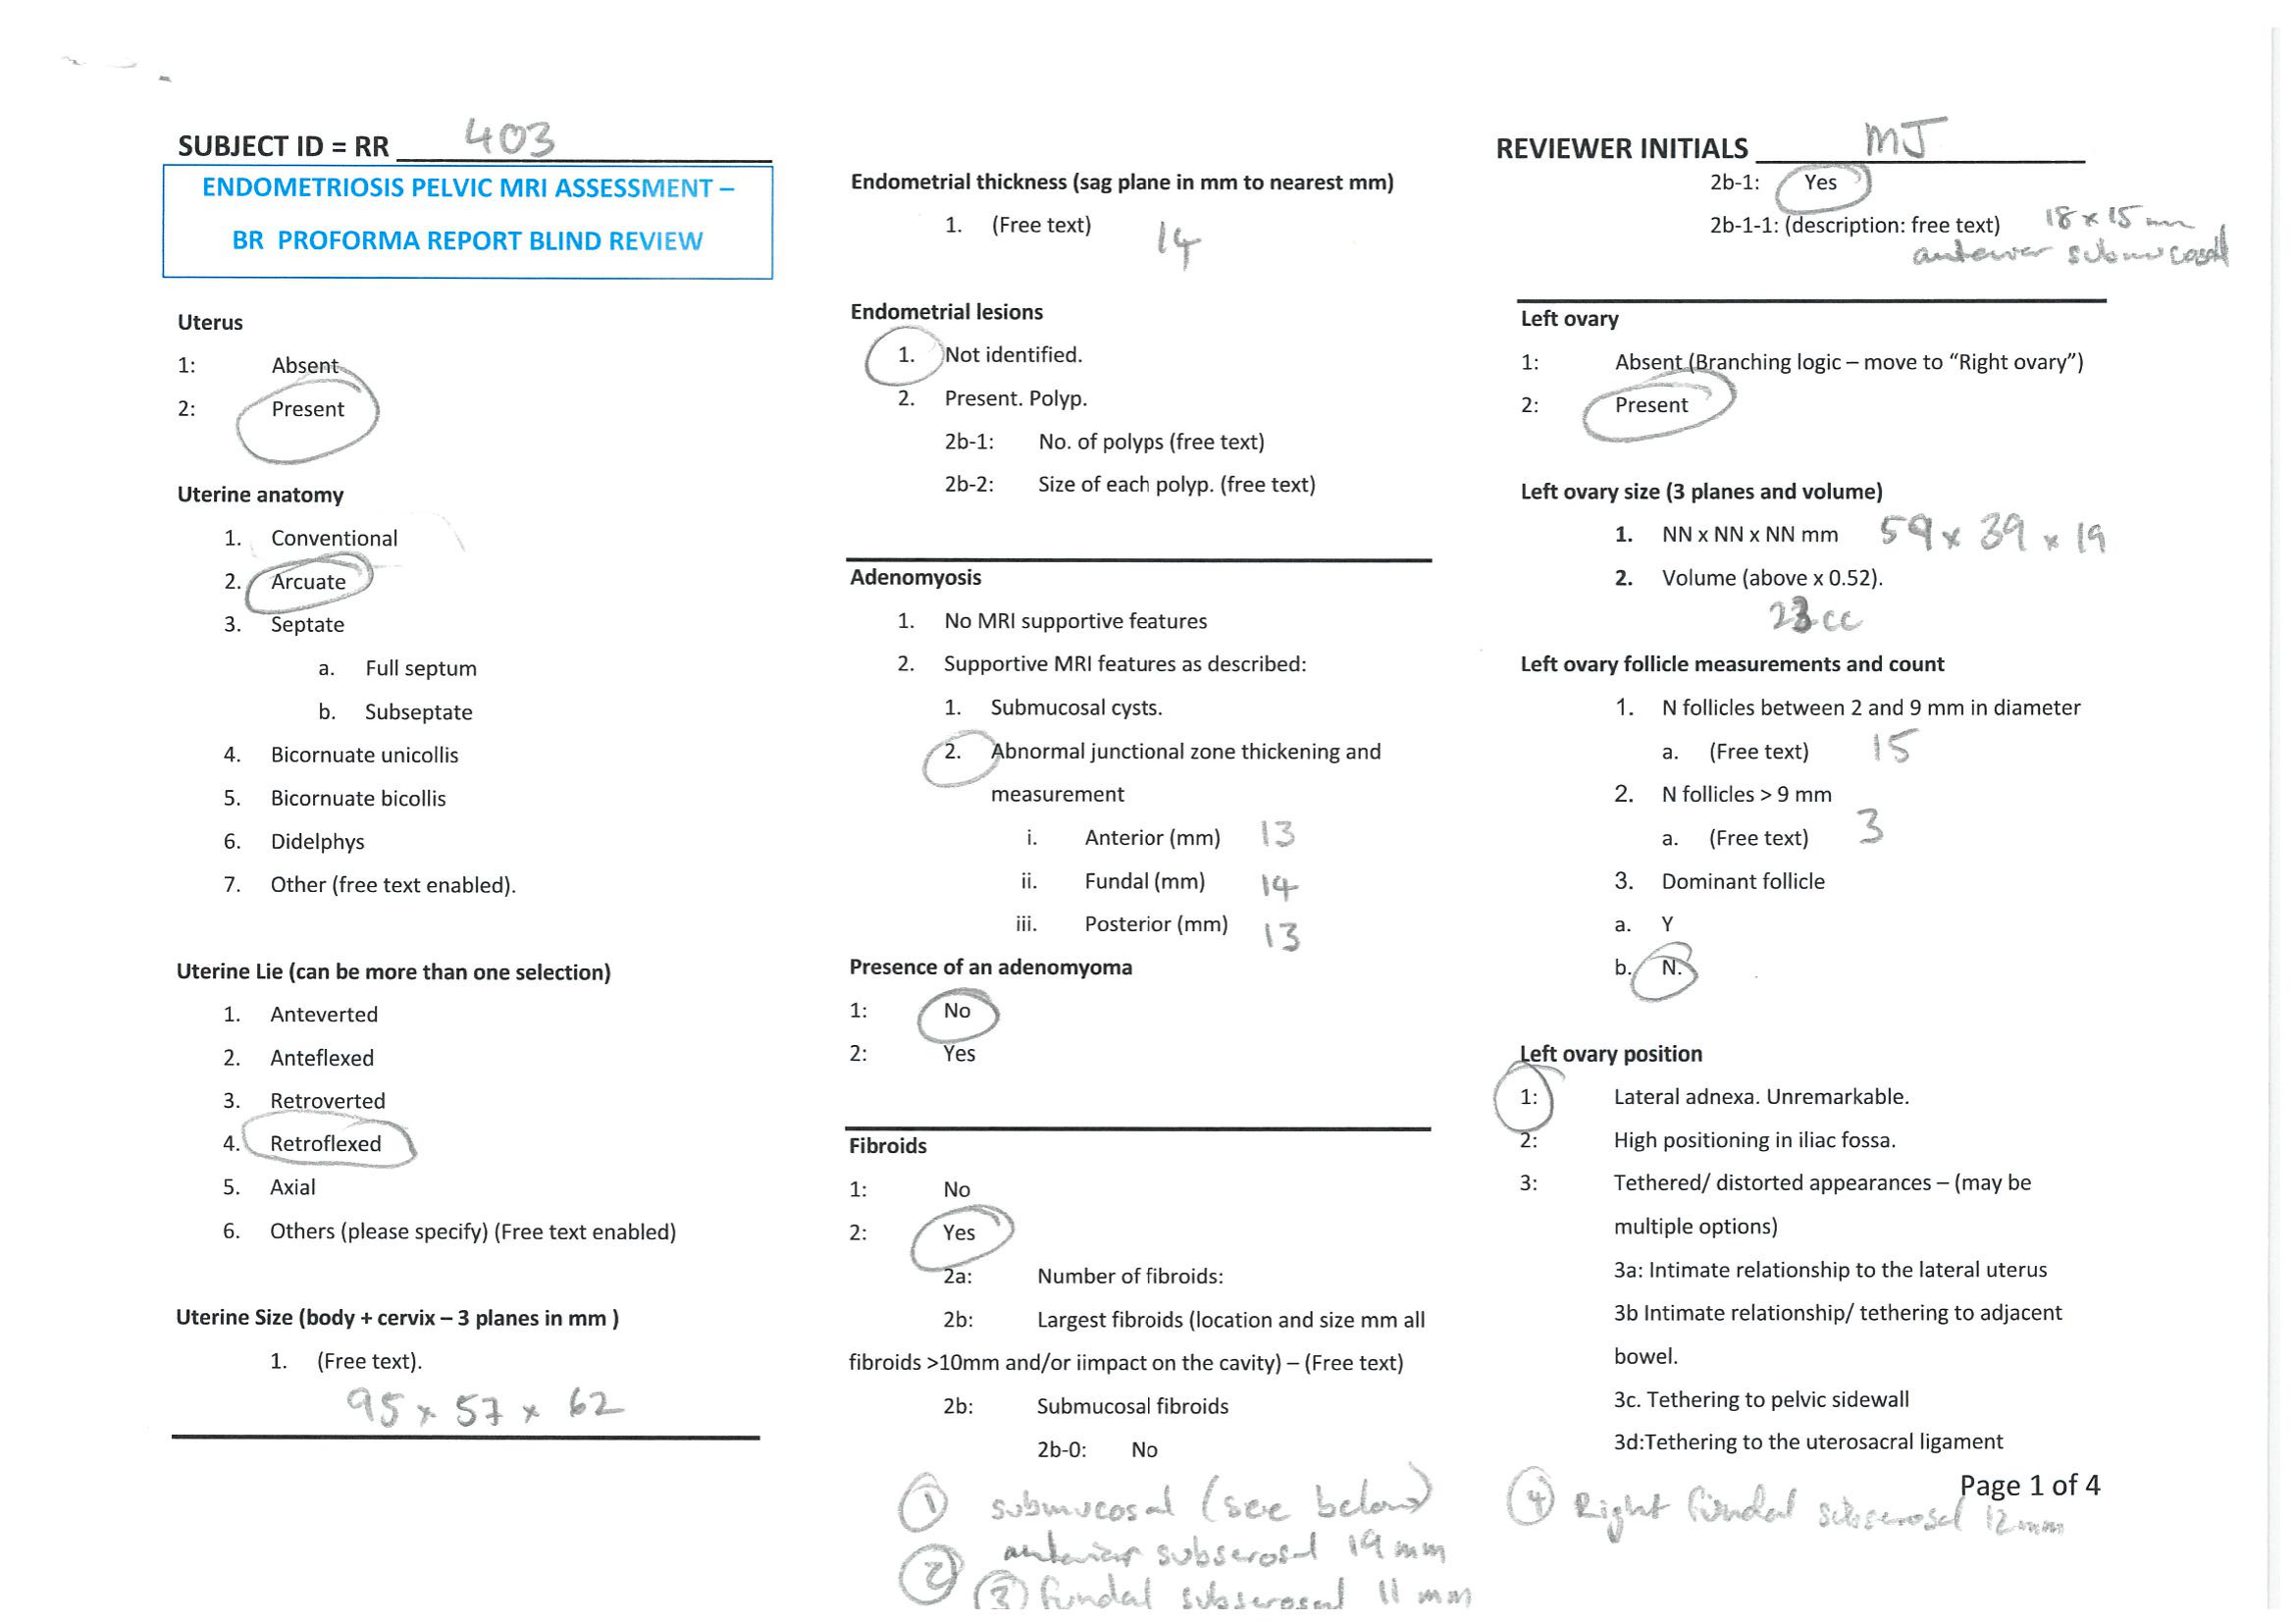 SUBJECT ID = RR 403
ENDOMETRIOSIS PELVIC MRI ASSESSMENT –
BR PROFORMA REPORT BLIND REVIEW
Uterus
1: Absent
2: Present
Uterine anatomy
1. Conventional
2. Arcuate
3. Septate
a. Full septum
b. Subseptate
4. Bicornuate unicollis
5. Bicornuate bicollis
6. Didelphys
7. Other (free text enabled).
Uterine Lie (can be more than one selection)
1. Anteverted
2. Anteflexed
3. Retroverted
4. Retroflexed
5. Axial
6. Others (please specify) (Free text enabled)
Uterine Size (body + cervix – 3 planes in mm )
1. (Free text).
95 x 57 x 62
Endometrial thickness (sag plane in mm to nearest mm)
1. (Free text) 14
Endometrial lesions
1. Not identified.
2. Present. Polyp.
2b-1: No. of polyps (free text)
2b-2: Size of each polyp. (free text)
Adenomyosis
1. No MRI supportive features
2. Supportive MRI features as described:
1. Submucosal cysts.
2. Abnormal junctional zone thickening and
measurement
i. Anterior (mm) 13
ii. Fundal (mm) 14
iii. Posterior (mm) 13
Presence of an adenomyoma
1: No
2: Yes
Fibroids
1: No
2: Yes
2a: Number of fibroids:
2b: Largest fibroids (location and size mm all
fibroids >10mm and/or iimpact on the cavity) – (Free text)
2b: Submucosal fibroids
2b-0: No
1 submucosal (see below)
2 anterior subserosal 19 mm
3 fundal subserosal 11 mm
REVIEWER INITIALS MJ
2b-1: Yes
2b-1-1: (description: free text) 18 x 15 mm
anterior submucosal
Left ovary
1: Absent (Branching logic – move to “Right ovary”)
2: Present
Left ovary size (3 planes and volume)
1. NN x NN x NN mm 59 x 39 x 19
2. Volume (above x 0.52).
23 cc
Left ovary follicle measurements and count
1. N follicles between 2 and 9 mm in diameter
a. (Free text) 15
2. N follicles > 9 mm
a. (Free text) 3
3. Dominant follicle
a. Y
b. N.
Left ovary position
1: Lateral adnexa. Unremarkable.
2: High positioning in iliac fossa.
3: Tethered/ distorted appearances – (may be
multiple options)
3a: Intimate relationship to the lateral uterus
3b Intimate relationship/ tethering to adjacent
bowel.
3c. Tethering to pelvic sidewall
3d:Tethering to the uterosacral ligament
Page 1 of 4
4 Right fundal subserosal 12mm